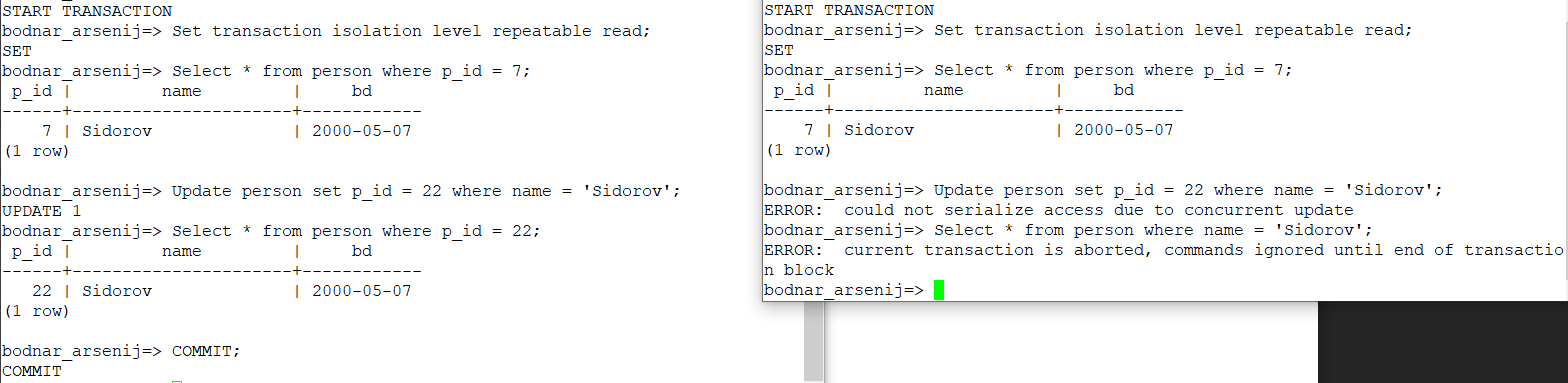 START TRANSACTION
bodnar_arsenij=> Set transaction isolation level repeatable read;
SET
bodnar_arsenij=> Select * from person where p_id = 7;
 p_id |         name         |     bd
------+----------------------+------------
    7 | Sidorov              | 2000-05-07
(1 row)
bodnar_arsenij=> Update person set p_id = 22 where name = 'Sidorov';
UPDATE 1
bodnar_arsenij=> Select * from person where p_id = 22;
 p_id |         name         |     bd
------+----------------------+------------
   22 | Sidorov              | 2000-05-07
(1 row)
bodnar_arsenij=> COMMIT;
COMMIT
START TRANSACTION
bodnar_arsenij=> Set transaction isolation level repeatable read;
SET
bodnar_arsenij=> Select * from person where p_id = 7;
 p_id |         name         |     bd
------+----------------------+------------
    7 | Sidorov              | 2000-05-07
(1 row)
bodnar_arsenij=> Update person set p_id = 22 where name = 'Sidorov';
ERROR:  could not serialize access due to concurrent update
bodnar_arsenij=> Select * from person where name = 'Sidorov';
ERROR:  current transaction is aborted, commands ignored until end of transactio
n block
bodnar_arsenij=>